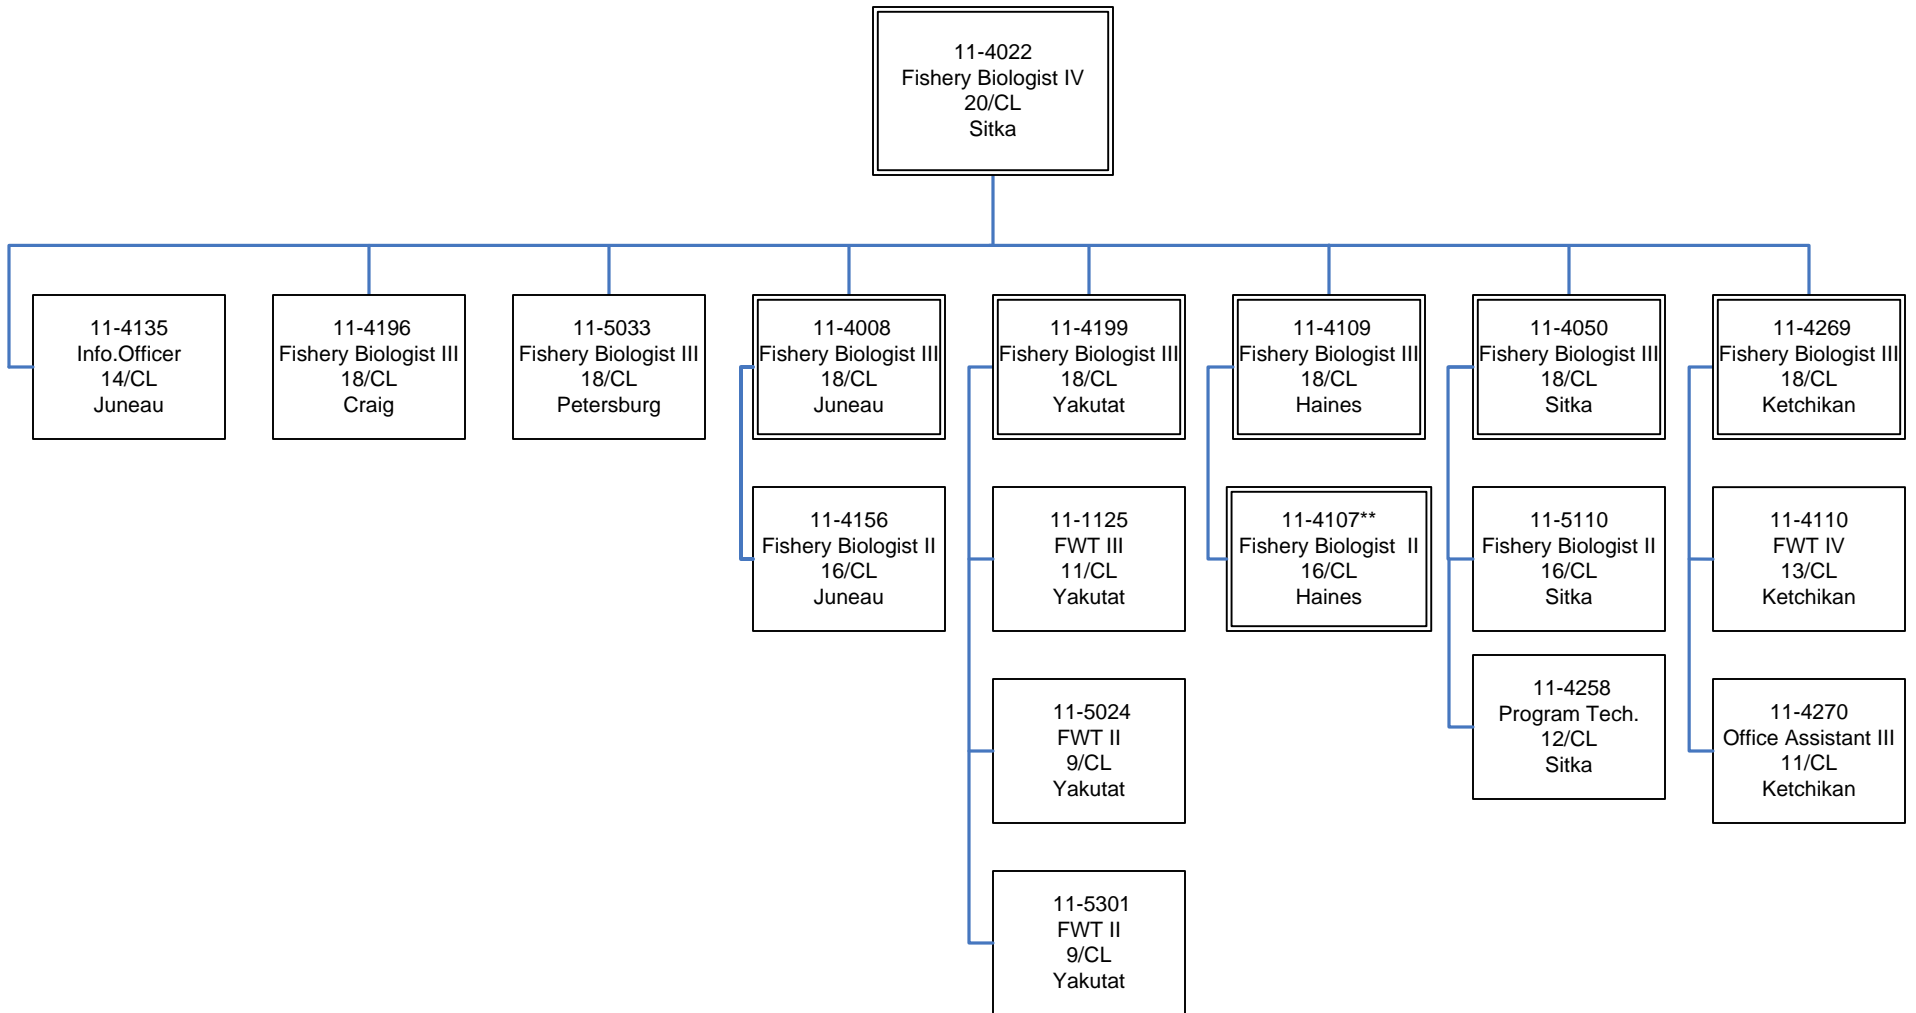 11-4022
Fishery Biologist IV
20/CL
Sitka
11-4135
Info.Officer
14/CL
Juneau
11-4196
Fishery Biologist III
18/CL
Craig
11-5033
Fishery Biologist III
18/CL
Petersburg
11-4008
Fishery Biologist III
18/CL
Juneau
11-4199
Fishery Biologist III
18/CL
Yakutat
11-4109
Fishery Biologist III
18/CL
Haines
11-4050
Fishery Biologist III
18/CL
Sitka
11-4269
Fishery Biologist III
18/CL
Ketchikan
11-4156
Fishery Biologist II
16/CL
Juneau
11-1125
FWT III
11/CL
Yakutat
11-4107**
Fishery Biologist  II
16/CL
Haines
11-5110
Fishery Biologist II
16/CL
Sitka
11-4110
FWT IV
13/CL
Ketchikan
11-5024
FWT II
9/CL
Yakutat
11-4258
Program Tech.
12/CL
Sitka
11-4270
Office Assistant III
11/CL
Ketchikan
11-5301
FWT II
9/CL
Yakutat